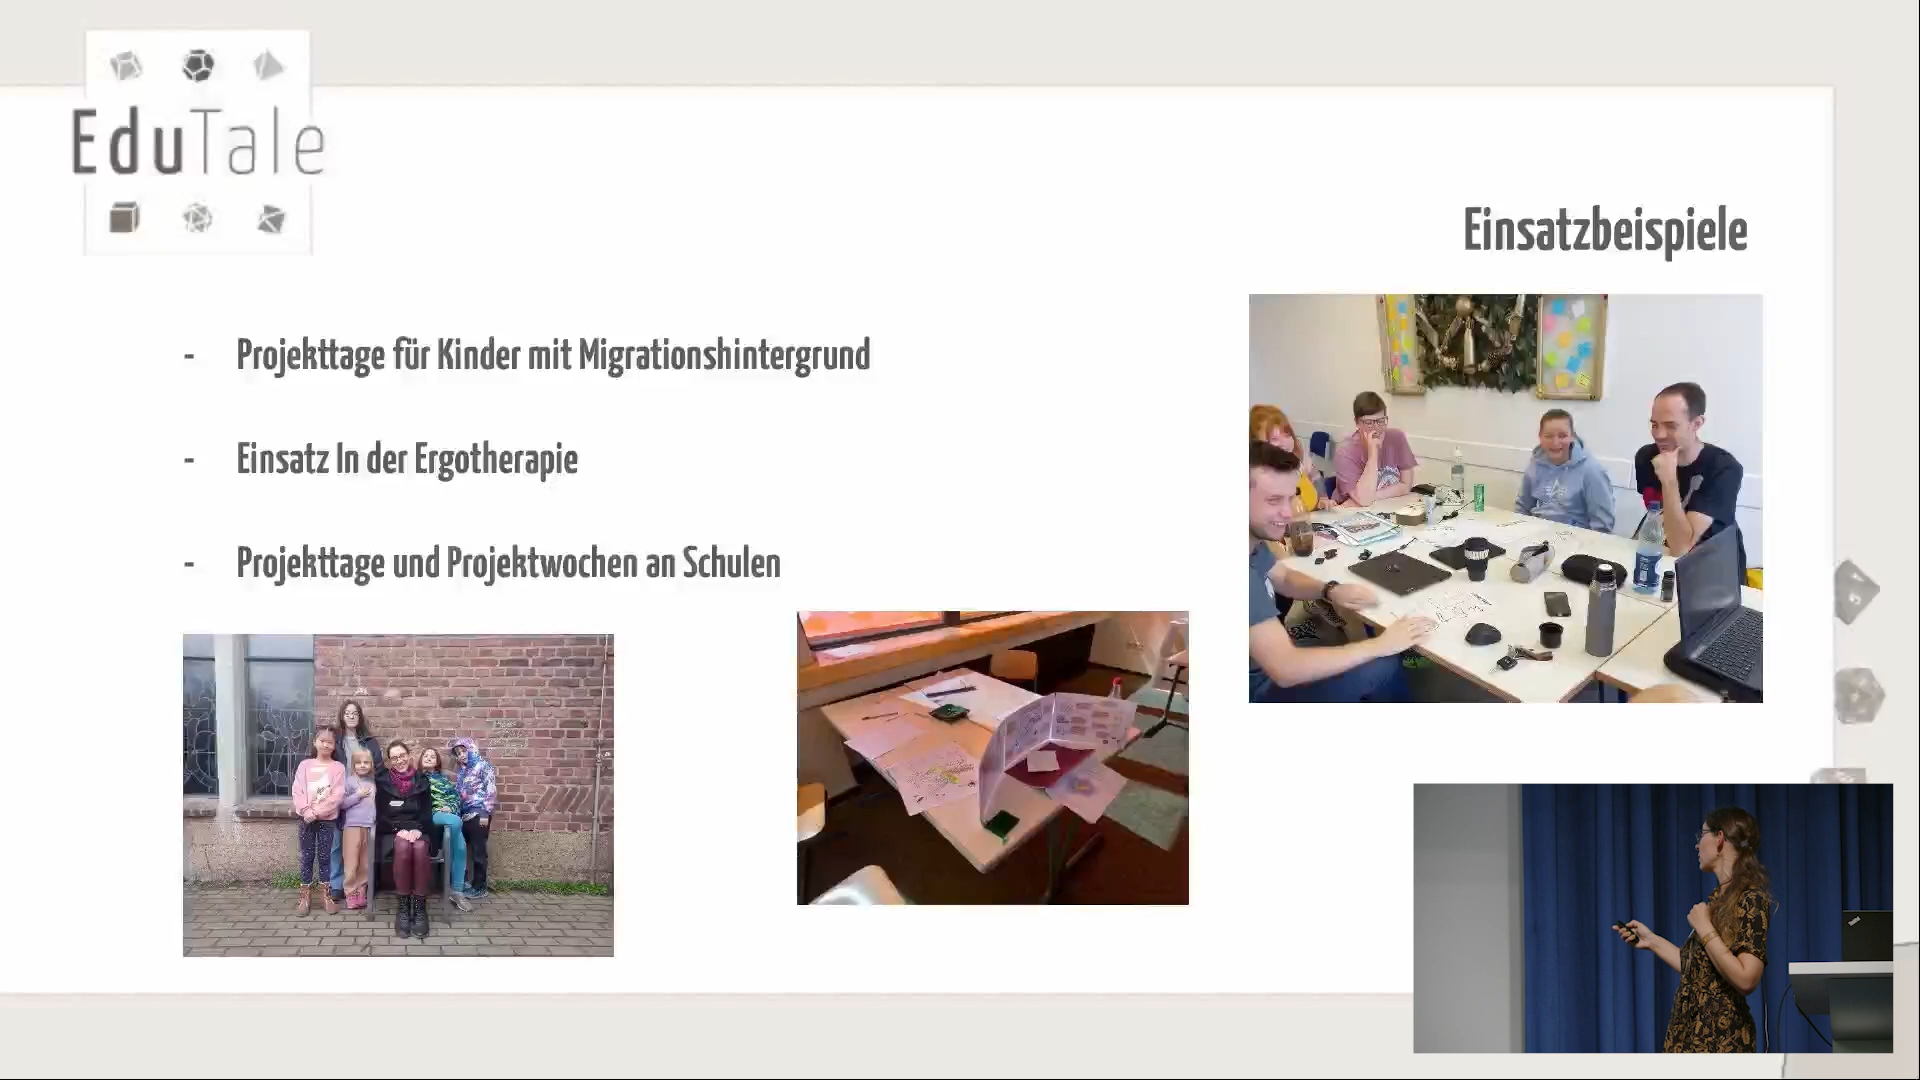 EduTale
Einsatzbeispiele
- Projekttage für Kinder mit Migrationshintergrund
- Einsatz In der Ergotherapie
- Projekttage und Projektwochen an Schulen